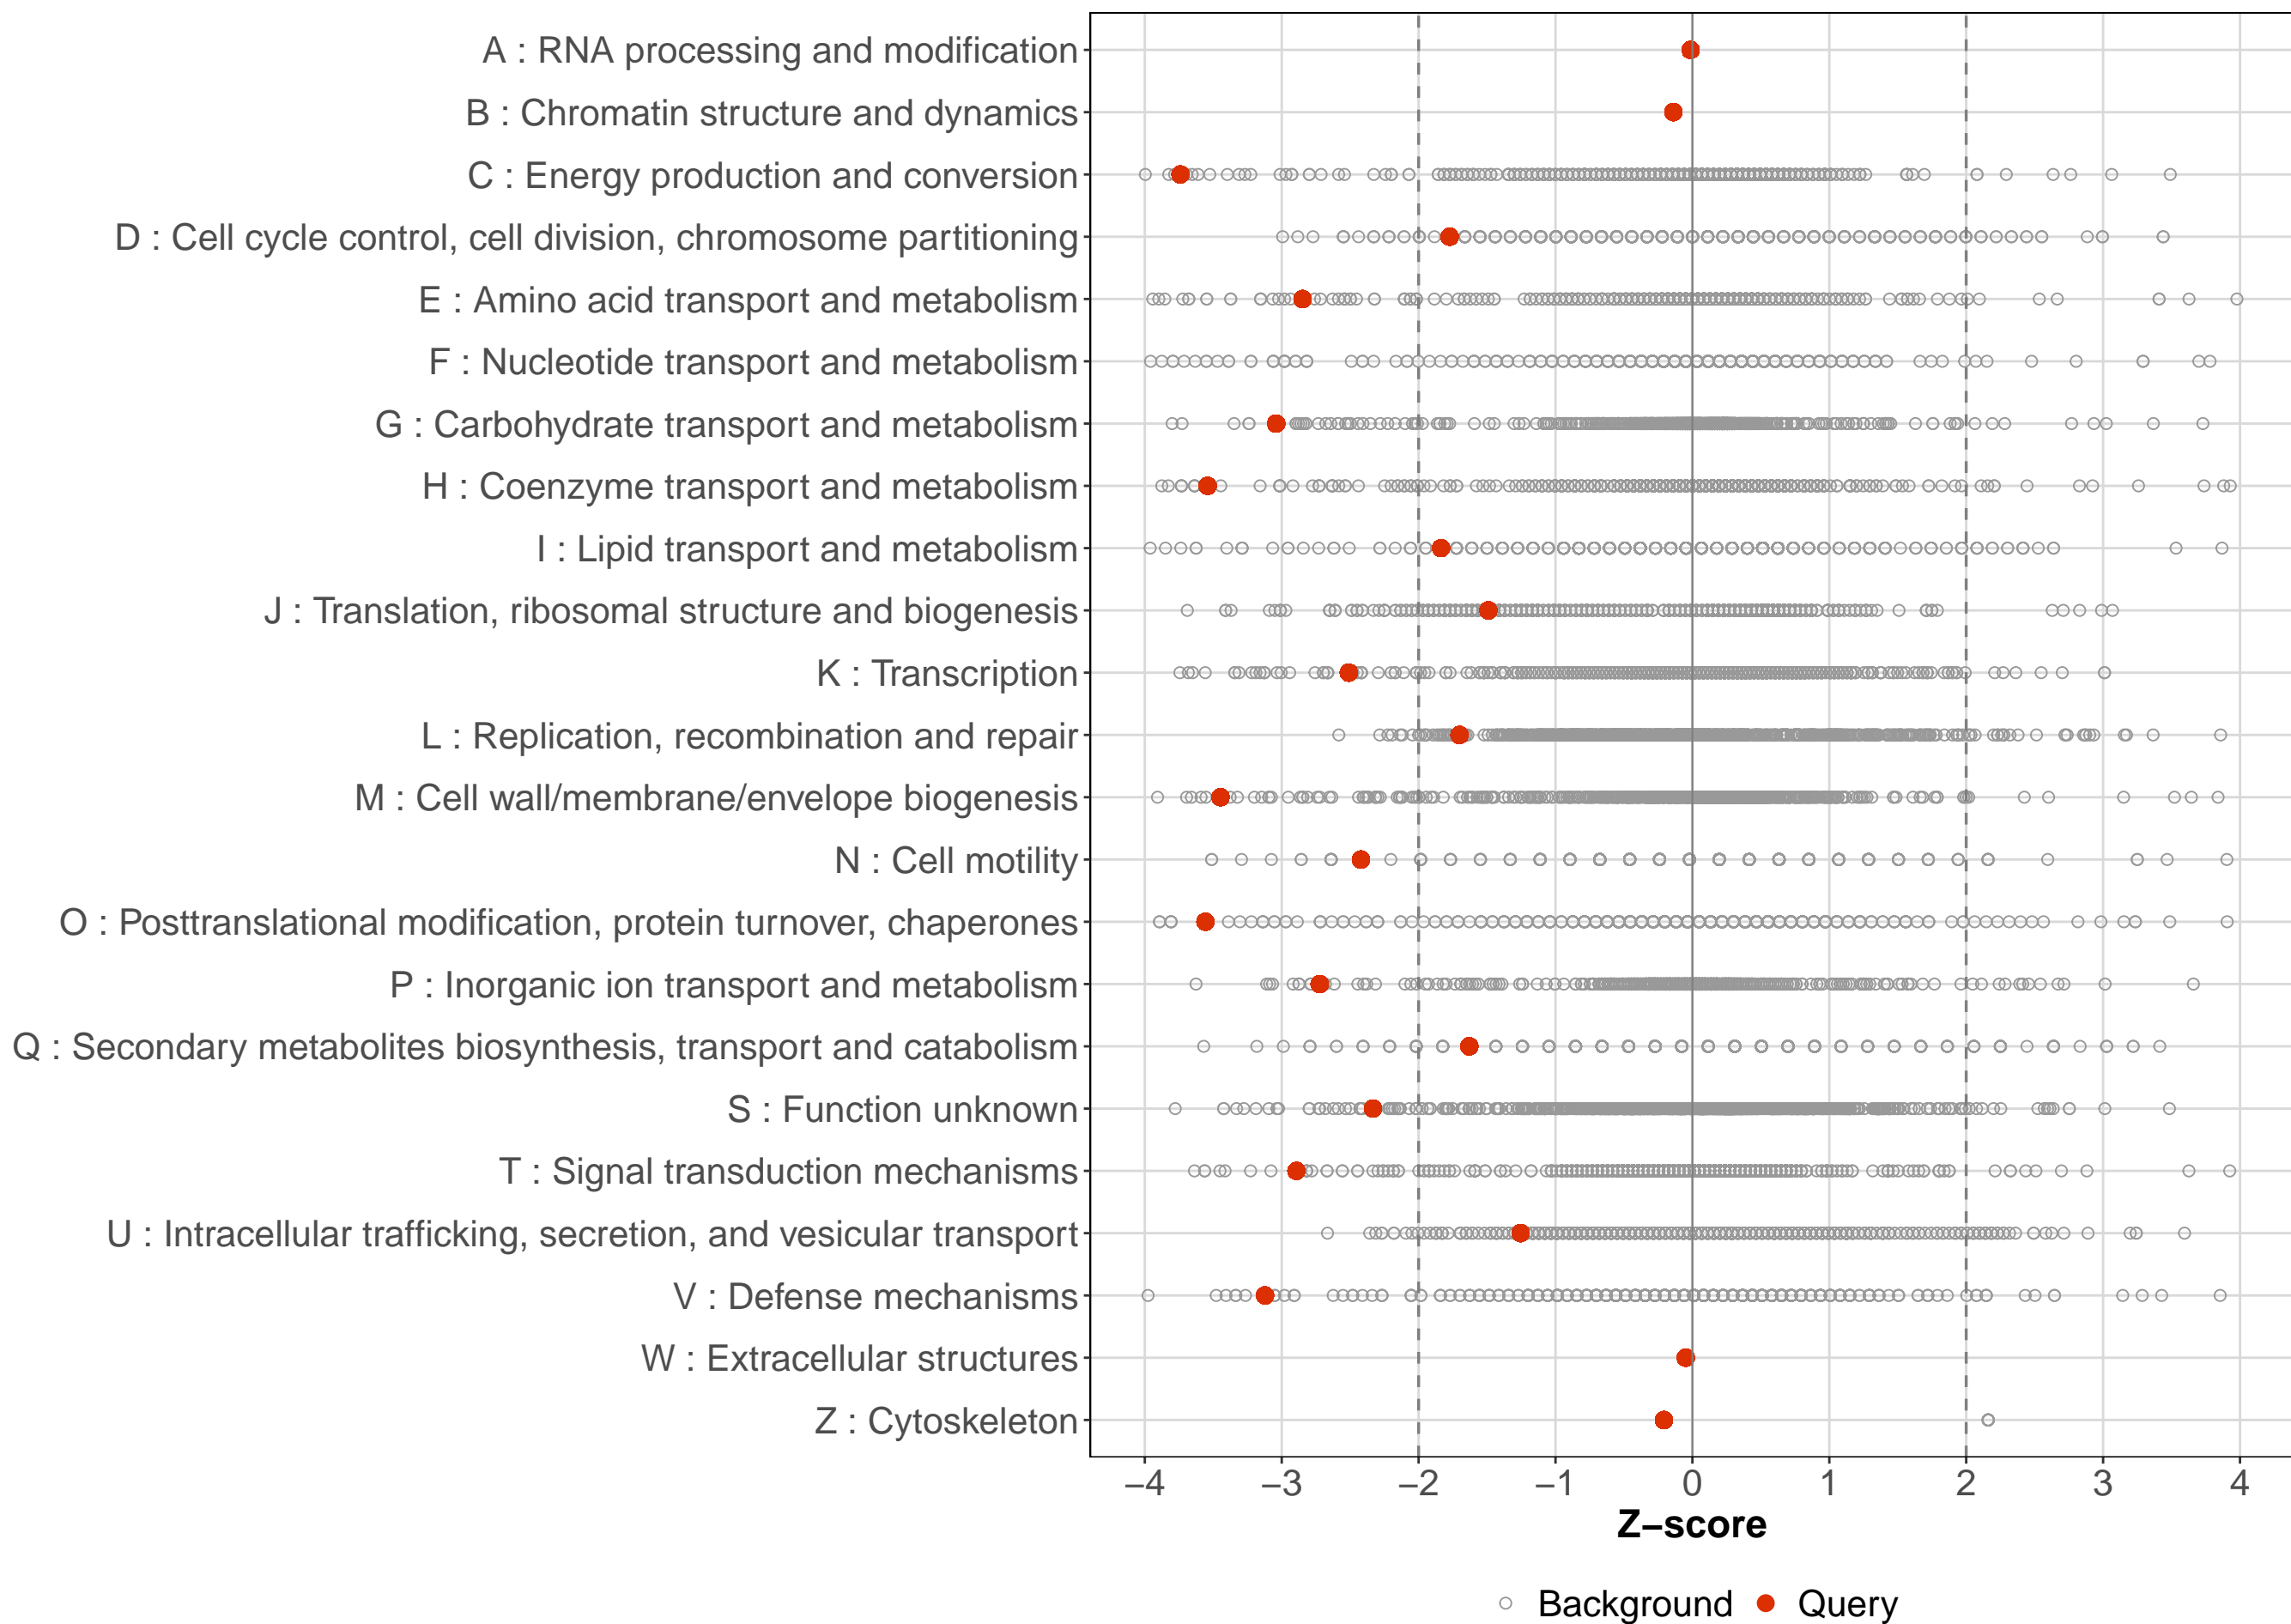 A : RNA processing and modification
B : Chromatin structure and dynamics
C : Energy production and conversion
D : Cell cycle control, cell division, chromosome partitioning
E : Amino acid transport and metabolism
F : Nucleotide transport and metabolism
G : Carbohydrate transport and metabolism
H : Coenzyme transport and metabolism
I : Lipid transport and metabolism
J : Translation, ribosomal structure and biogenesis
K : Transcription
L : Replication, recombination and repair
M : Cell wall/membrane/envelope biogenesis
N : Cell motility
O : Posttranslational modification, protein turnover, chaperones
P : Inorganic ion transport and metabolism
Q : Secondary metabolites biosynthesis, transport and catabolism
S : Function unknown
T : Signal transduction mechanisms
U : Intracellular trafficking, secretion, and vesicular transport
V : Defense mechanisms
W : Extracellular structures
Z : Cytoskeleton
−4 −3 −2 −1 0 1 2 3 4
Z−score
Background Query